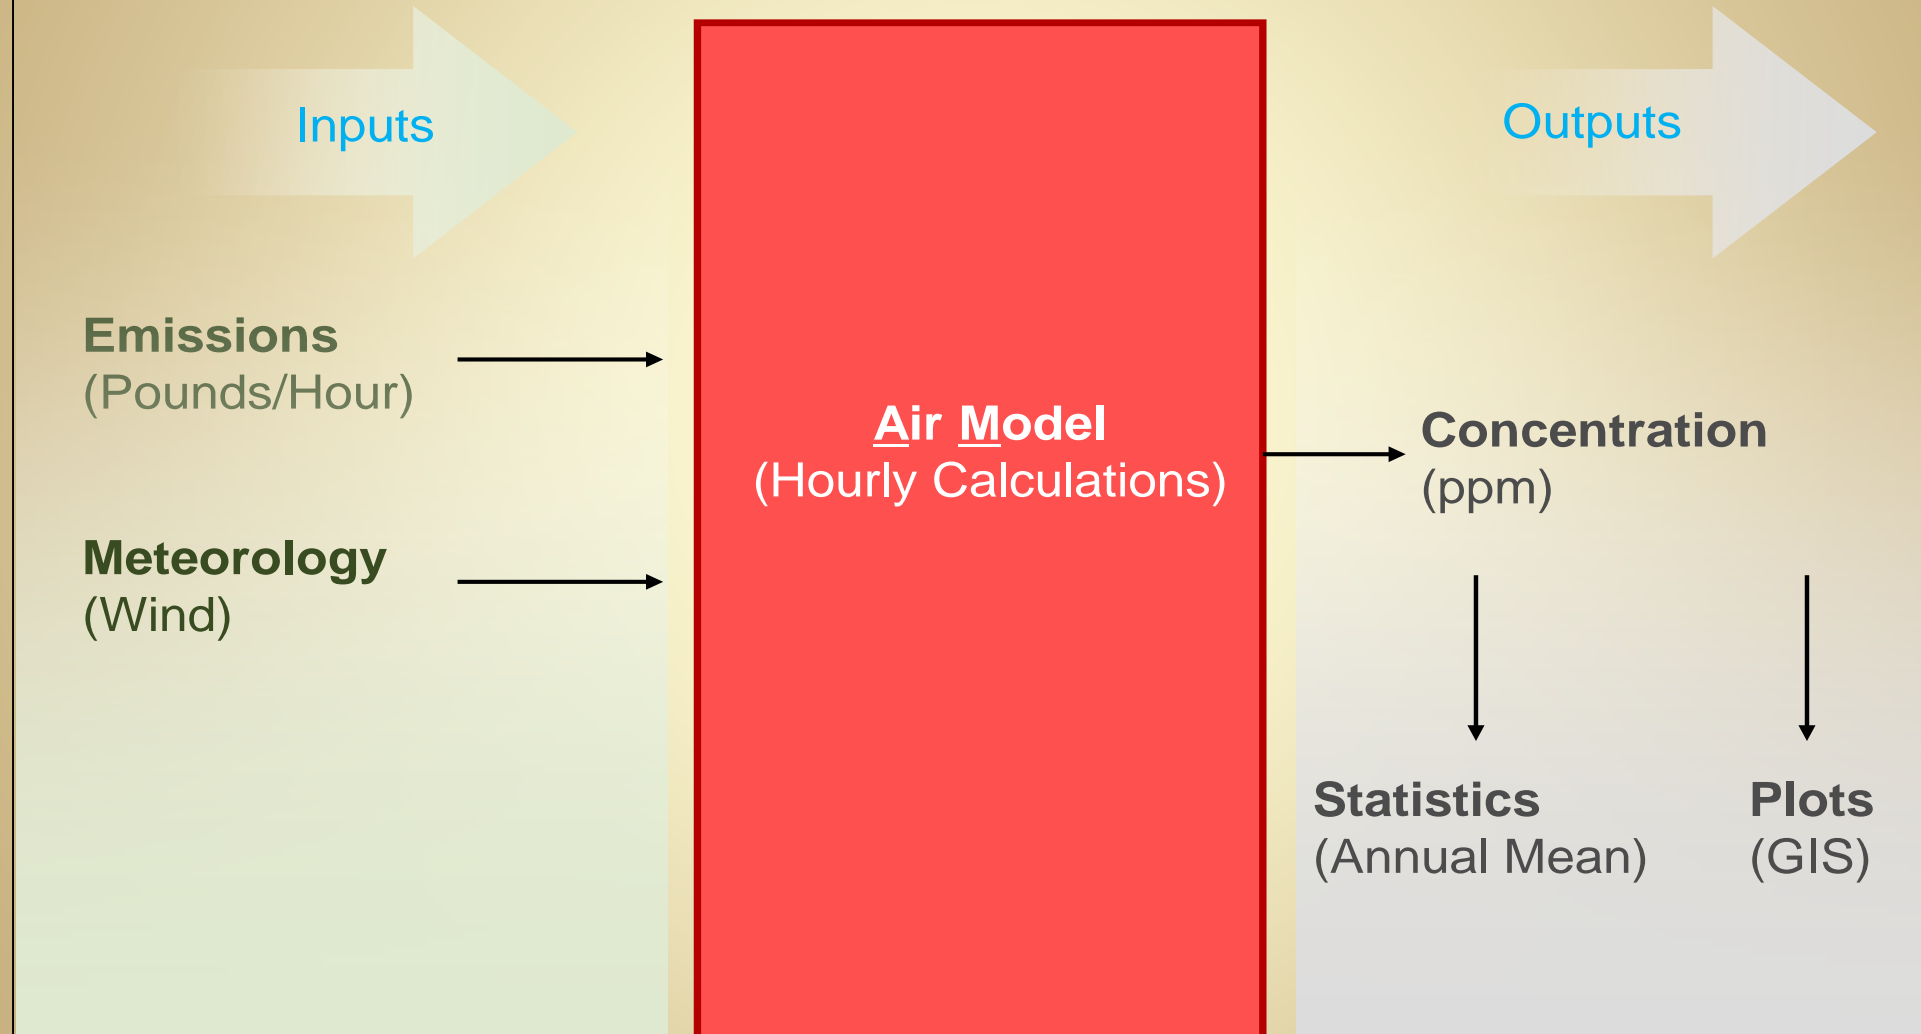 Inputs
Outputs
Emissions
(Pounds/Hour)
Meteorology
(Wind)
Air Model
(Hourly Calculations)
Concentration
(ppm)
Statistics
(Annual Mean)
Plots
(GIS)